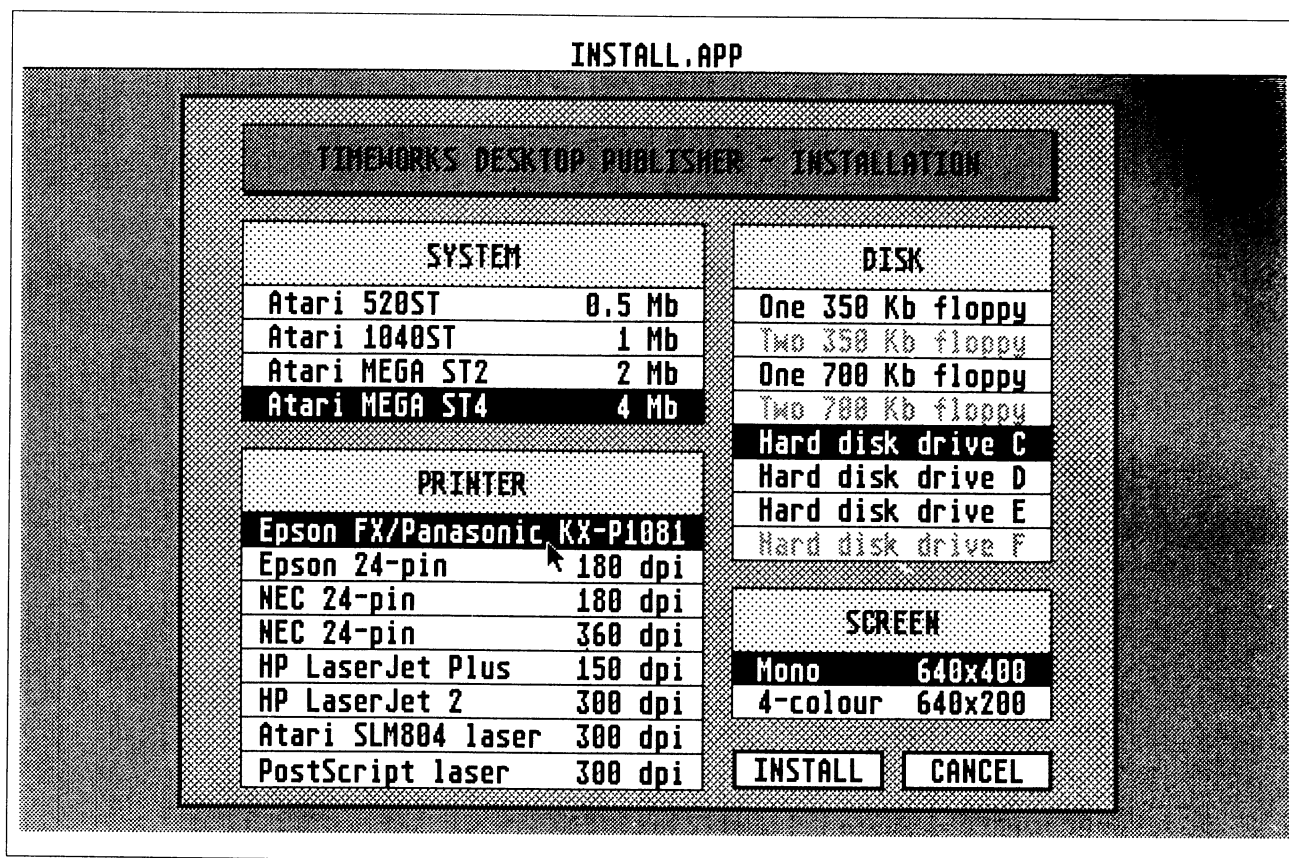 INSTALL.APP
TIMEWORKS DESKTOP PUBLISHER - INSTALLATION
SYSTEM
Atari 520ST 0.5 Mb
Atari 1040ST 1 Mb
Atari MEGA ST2 2 Mb
Atari MEGA ST4 4 Mb
PRINTER
Epson FX/Panasonic KX-P1081
Epson 24-pin 180 dpi
NEC 24-pin 180 dpi
NEC 24-pin 360 dpi
HP LaserJet Plus 150 dpi
HP LaserJet 2 300 dpi
Atari SLM804 laser 300 dpi
PostScript laser 300 dpi
DISK
One 350 Kb floppy
Two 350 Kb floppy
One 700 Kb floppy
Two 700 Kb floppy
Hard disk drive C
Hard disk drive D
Hard disk drive E
Hard disk drive F
SCREEN
Mono 640x400
4-colour 640x200
INSTALL
CANCEL